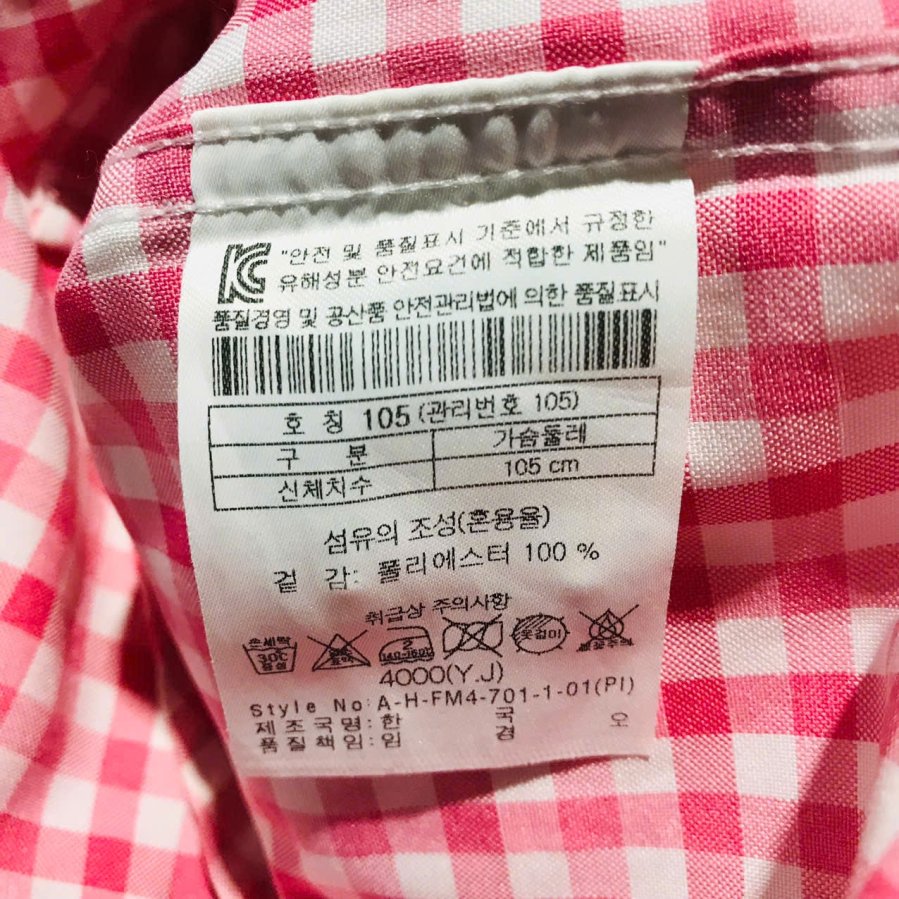 "안전 및 품질표시 기준에서 규정한
유해성분 안전요건에 적합한 제품임"
품질경영 및 공산품 안전관리법에 의한 품질표시
호 칭 105 (관리번호 105)
구 분 가슴둘레
신체치수 105 cm
섬유의 조성(혼용율)
겉 감: 폴리에스터 100 %
취급상 주의사항
손세탁 30℃ 중성
표백
140-160℃
옷걸이
4000(Y.J)
Style No:A-H-FM4-701-1-01(PI)
제조국명:한 국
품질책임:임 경 오